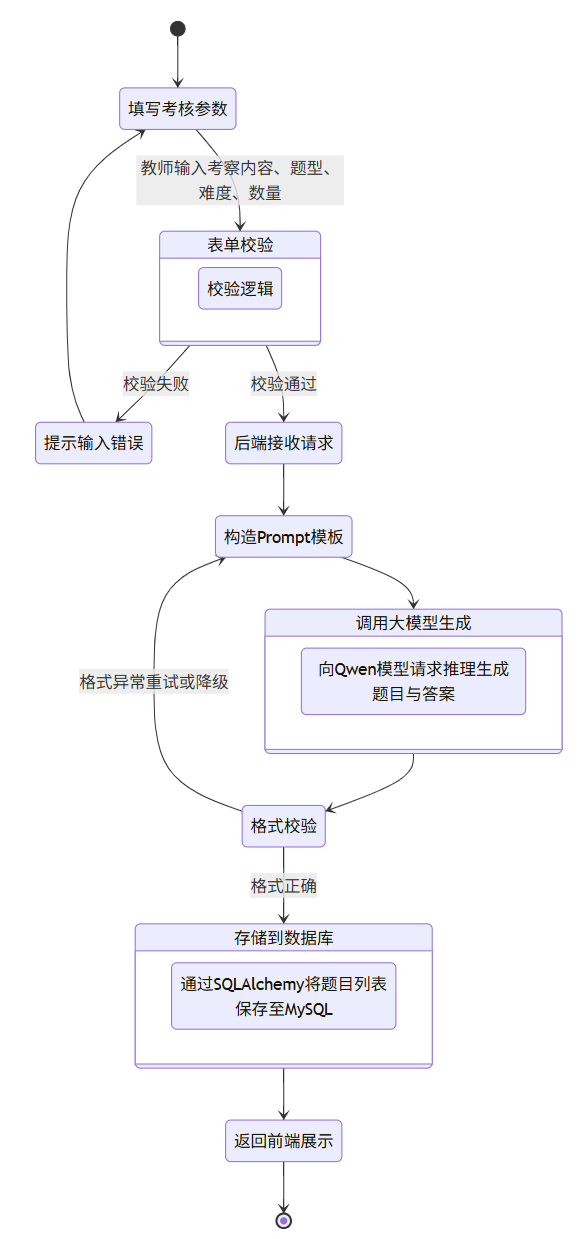 填写考核参数
教师输入考察内容、题型、
难度、数量
表单校验
校验逻辑
校验失败
校验通过
提示输入错误
后端接收请求
构造Prompt模板
调用大模型生成
向Qwen模型请求推理生成
题目与答案
格式异常重试或降级
格式校验
格式正确
存储到数据库
通过SQLAlchemy将题目列表
保存至MySQL
返回前端展示